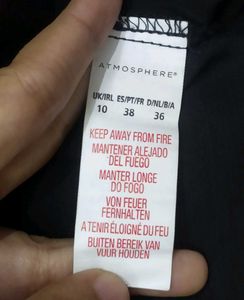 ATMOSPHERE®
UK/IRL ES/PT/FR D/NL/B/A
10 38 36
KEEP AWAY FROM FIRE
MANTENER ALEJADO
DEL FUEGO
MANTER LONGE
DO FOGO
VON FEUER
FERNHALTEN
A TENIR ÉLOIGNÉ DU FEU
BUITEN BEREIK VAN
VUUR HOUDEN